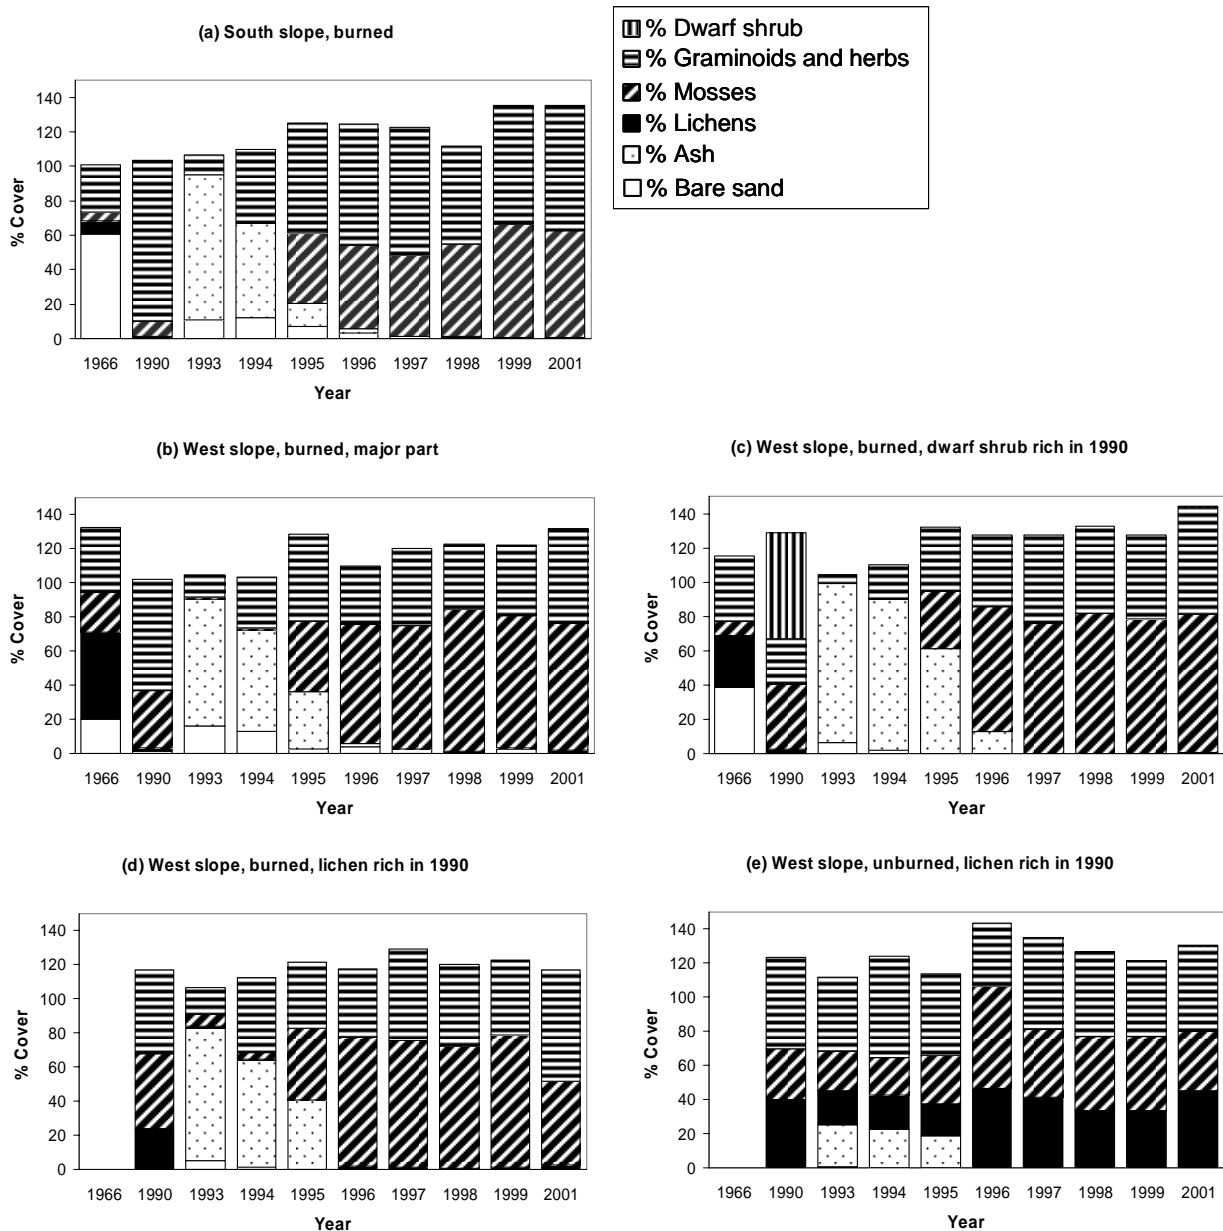 (a) South slope, burned
% Dwarf shrub
% Graminoids and herbs
% Mosses
% Lichens
% Ash
% Bare sand
% Cover
140
120
100
80
60
40
20
0
1966 1990 1993 1994 1995 1996 1997 1998 1999 2001
Year
(b) West slope, burned, major part
% Cover
140
120
100
80
60
40
20
0
1966 1990 1993 1994 1995 1996 1997 1998 1999 2001
Year
(c) West slope, burned, dwarf shrub rich in 1990
% Cover
140
120
100
80
60
40
20
0
1966 1990 1993 1994 1995 1996 1997 1998 1999 2001
Year
(d) West slope, burned, lichen rich in 1990
% Cover
140
120
100
80
60
40
20
0
1966 1990 1993 1994 1995 1996 1997 1998 1999 2001
Year
(e) West slope, unburned, lichen rich in 1990
% Cover
140
120
100
80
60
40
20
0
1966 1990 1993 1994 1995 1996 1997 1998 1999 2001
Year